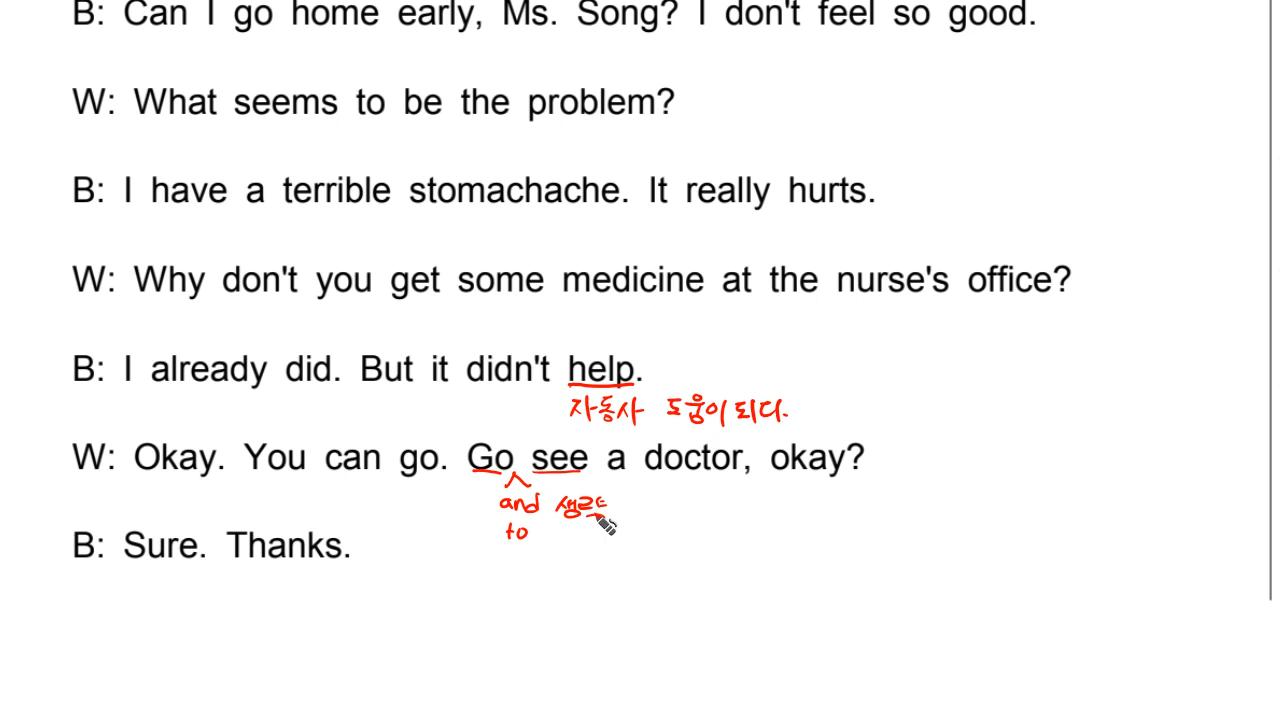 B: Can I go home early, Ms. Song? I don't feel so good.
W: What seems to be the problem?
B: I have a terrible stomachache. It really hurts.
W: Why don't you get some medicine at the nurse's office?
B: I already did. But it didn't help.
자동사 도움이 되다.
W: Okay. You can go. Go see a doctor, okay?
and 생략
to
B: Sure. Thanks.